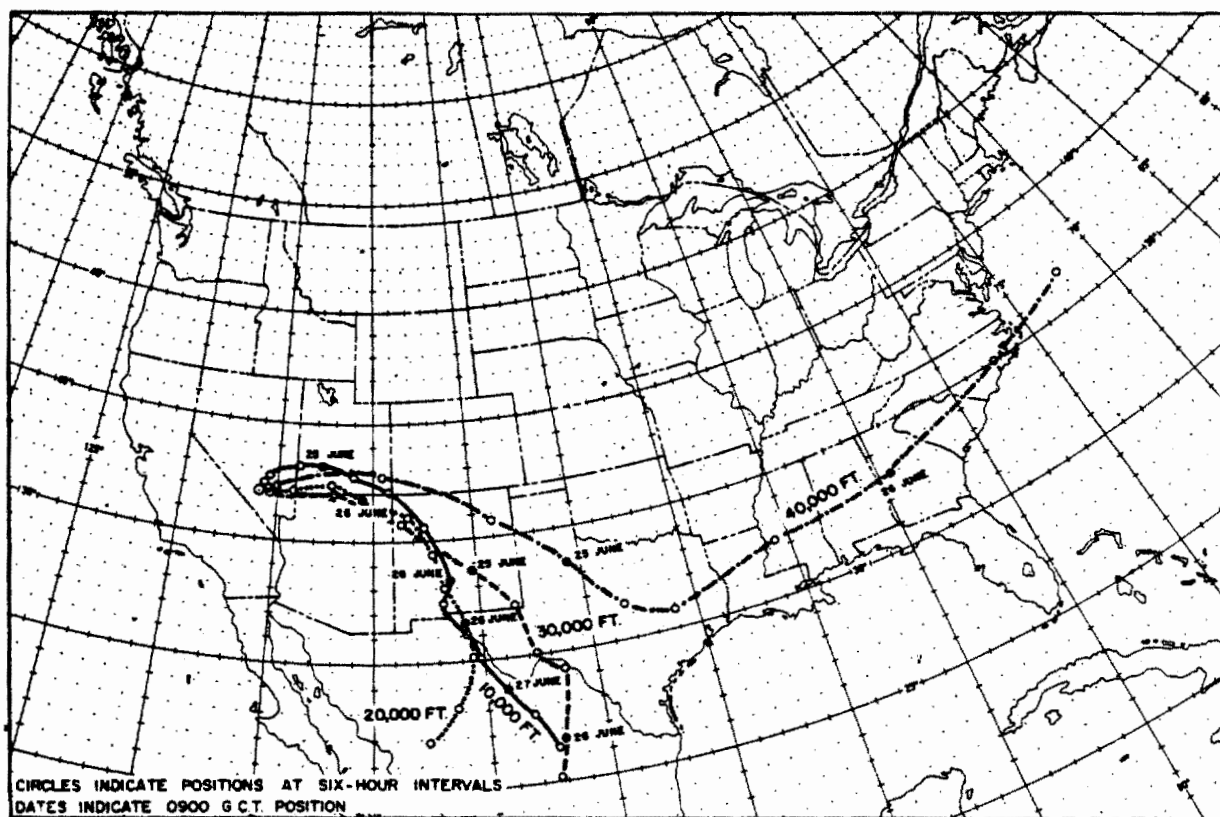 25 JUNE
26 JUNE
26 JUNE
25 JUNE
25 JUNE
40,000 FT.
26 JUNE
26 JUNE
30,000 FT.
27 JUNE
10,000 FT.
20,000 FT.
26 JUNE
CIRCLES INDICATE POSITIONS AT SIX-HOUR INTERVALS
DATES INDICATE 0900 G.C.T. POSITION